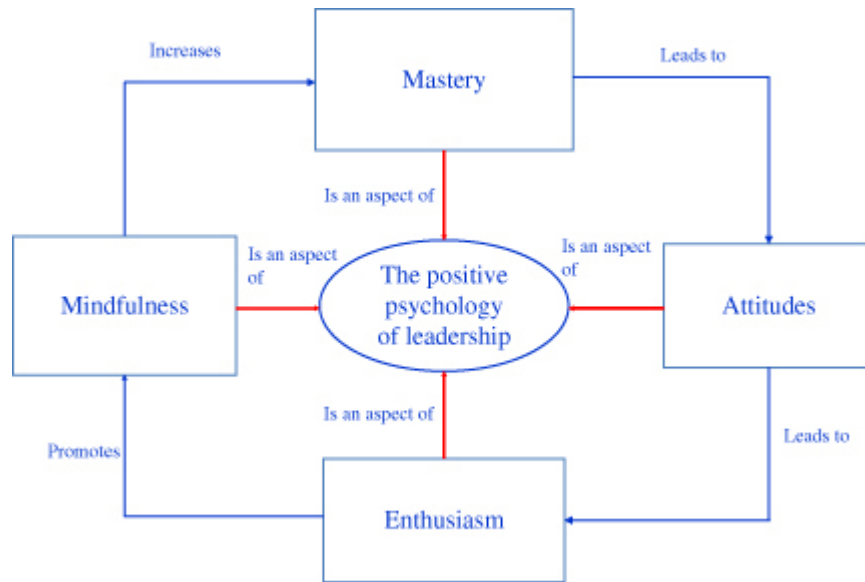 Increases
Mastery
Leads to
Is an aspect of
Is an aspect
of
Is an aspect
of
Mindfulness
The positive
psychology
of leadership
Attitudes
Is an aspect of
Promotes
Leads to
Enthusiasm